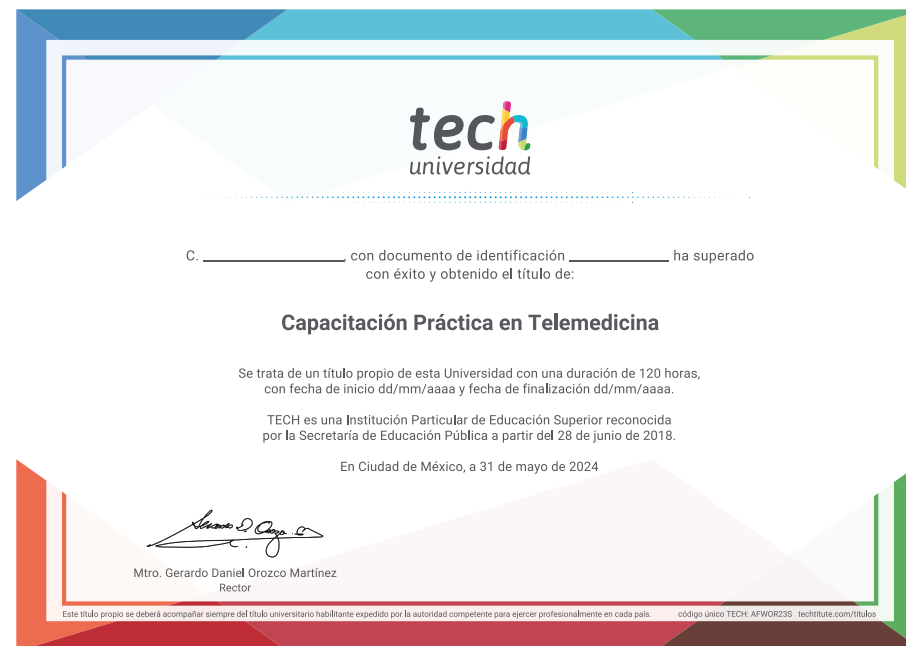 tech
universidad
C. ____________, con documento de identificación ____________ ha superado
con éxito y obtenido el título de:
Capacitación Práctica en Telemedicina
Se trata de un título propio de esta Universidad con una duración de 120 horas,
con fecha de inicio dd/mm/aaaa y fecha de finalización dd/mm/aaaa.
TECH es una Institución Particular de Educación Superior reconocida
por la Secretaría de Educación Pública a partir del 28 de junio de 2018.
En Ciudad de México, a 31 de mayo de 2024
Mtro. Gerardo Daniel Orozco Martínez
Rector
Este título propio se deberá acompañar siempre del título universitario habilitante expedido por la autoridad competente para ejercer profesionalmente en cada país. código único TECH: AFWOR23S techtitute.com/titulos